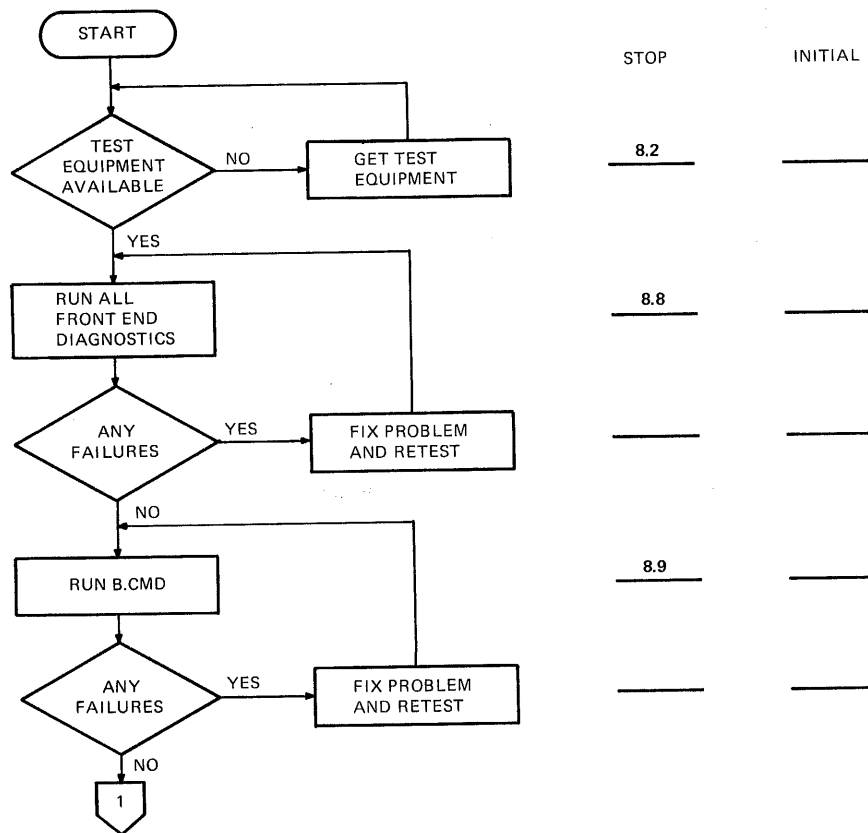 START
STOP INITIAL
TEST
EQUIPMENT
AVAILABLE
NO
GET TEST
EQUIPMENT
8.2
YES
RUN ALL
FRONT END
DIAGNOSTICS
8.8
ANY
FAILURES
YES
FIX PROBLEM
AND RETEST
NO
RUN B.CMD
8.9
ANY
FAILURES
YES
FIX PROBLEM
AND RETEST
NO
1